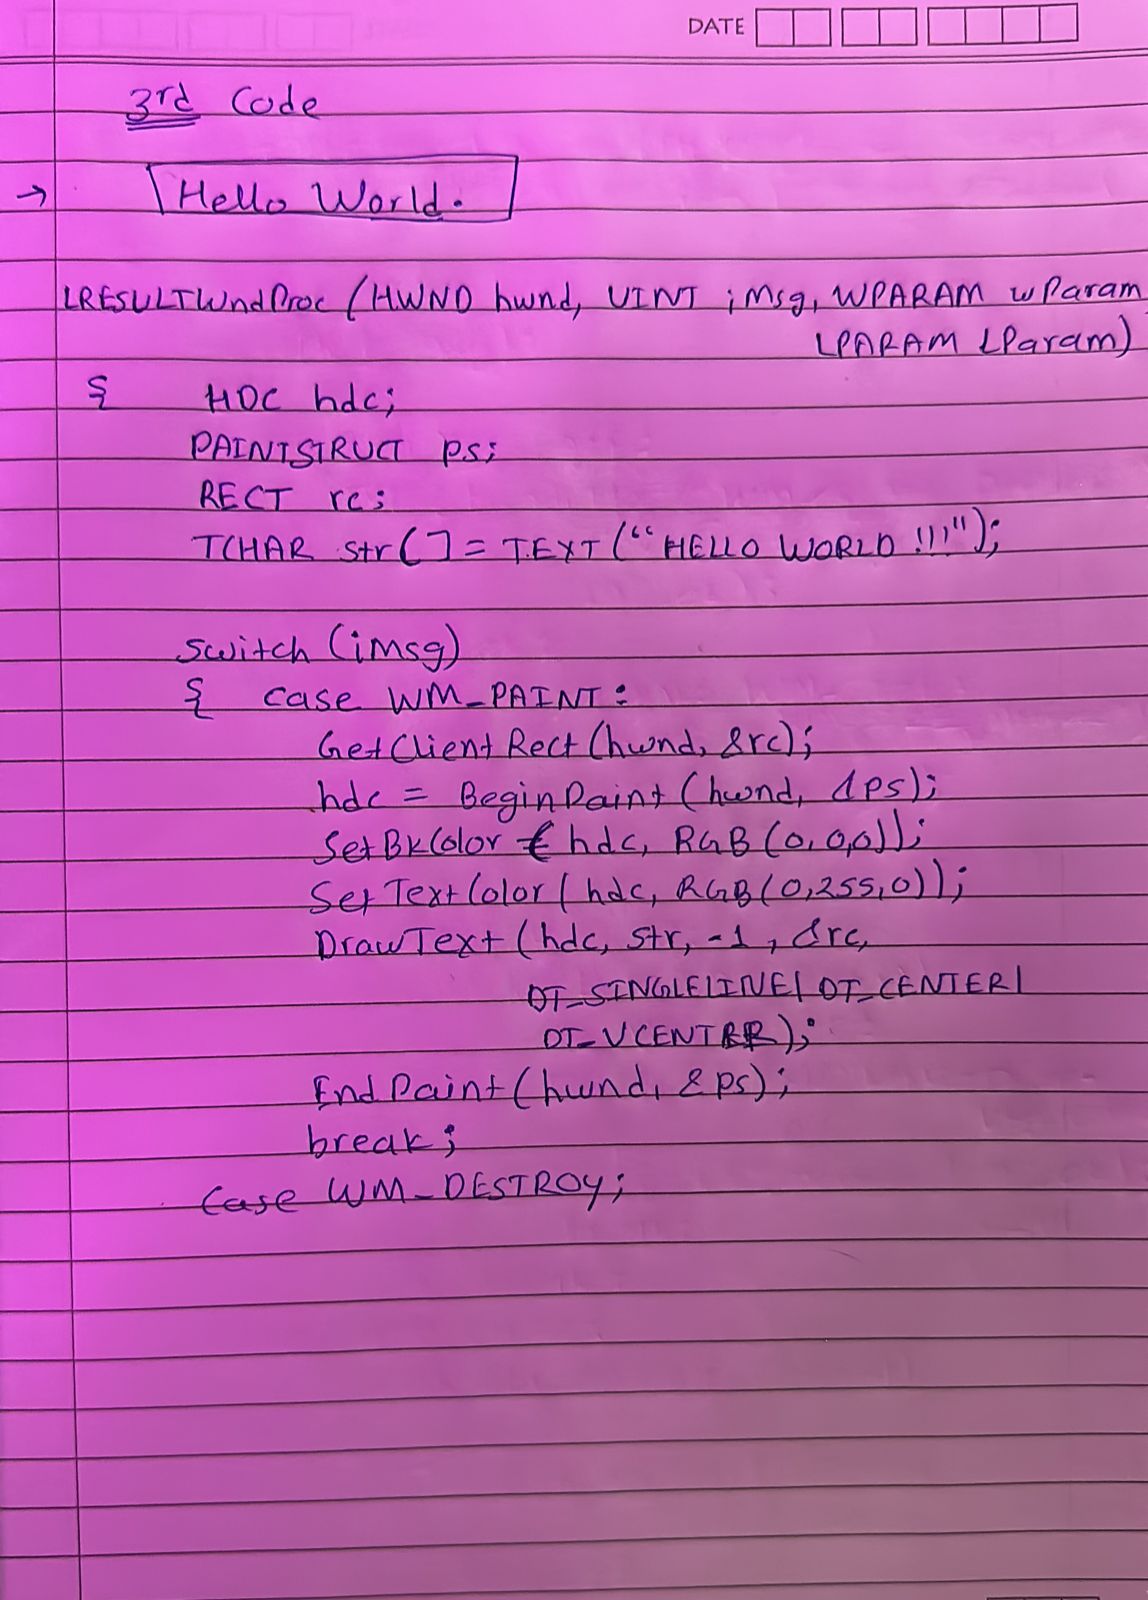 DATE
3rd Code
→ Hello World.
LRESULTWndProc (HWND hwnd, UINT iMsg, WPARAM wParam
LPARAM LParam)
{ HDC hdc;
PAINTSTRUCT ps;
RECT rc;
TCHAR str[] = TEXT (“HELLO WORLD !!!");
switch (iMsg)
{ case WM_PAINT:
GetClientRect (hwnd, &rc);
hdc = BeginPaint (hwnd, &ps);
SetBkColor ( hdc, RGB (0, 0,0));
SetTextColor ( hdc, RGB (0,255,0));
DrawText (hdc, str, -1, &rc,
DT_SINGLELINE| DT_CENTER|
DT_VCENTER);
EndPaint (hwnd, &ps);
break;
Case WM_DESTROY;